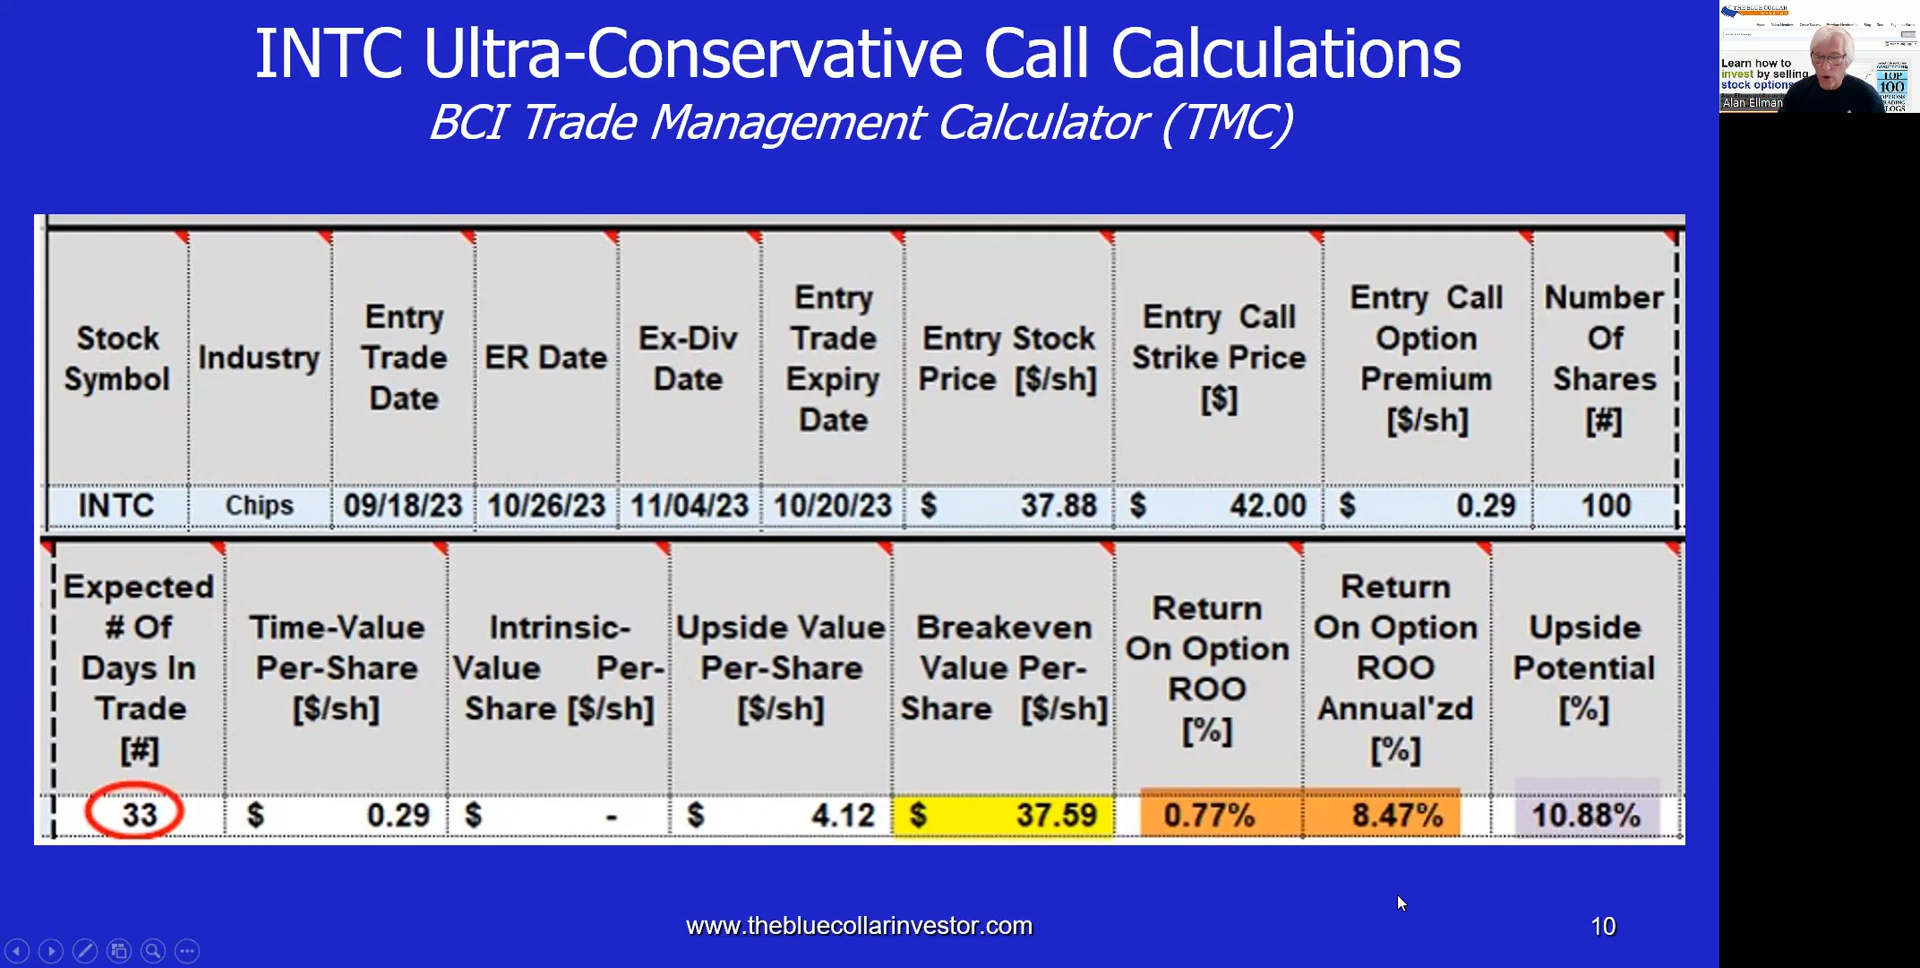 INTC Ultra-Conservative Call Calculations
BCI Trade Management Calculator (TMC)
THE BLUE COLLAR
Learn how to
invest by selling
stock options
Alan Ellman
TOP
100
Stock
Symbol
Industry
Entry
Trade
Date
ER Date
Ex-Div
Date
Entry
Trade
Expiry
Date
Entry Stock
Price [$/sh]
Entry Call
Strike Price
[$]
Entry Call
Option
Premium
[$/sh]
Number
Of
Shares
[#]
INTC Chips 09/18/23 10/26/23 11/04/23 10/20/23 $ 37.88 $ 42.00 $ 0.29 100
Expected
# Of
Days In
Trade
[#]
Time-Value
Per-Share
[$/sh]
Intrinsic-
Value Per-
Share [$/sh]
Upside Value
Per-Share
[$/sh]
Breakeven
Value Per-
Share [$/sh]
Return
On Option
ROO
[%]
Return
On Option
ROO
Annual'zd
[%]
Upside
Potential
[%]
33 $ 0.29 $ - $ 4.12 $ 37.59 0.77% 8.47% 10.88%
www.thebluecollarinvestor.com
10